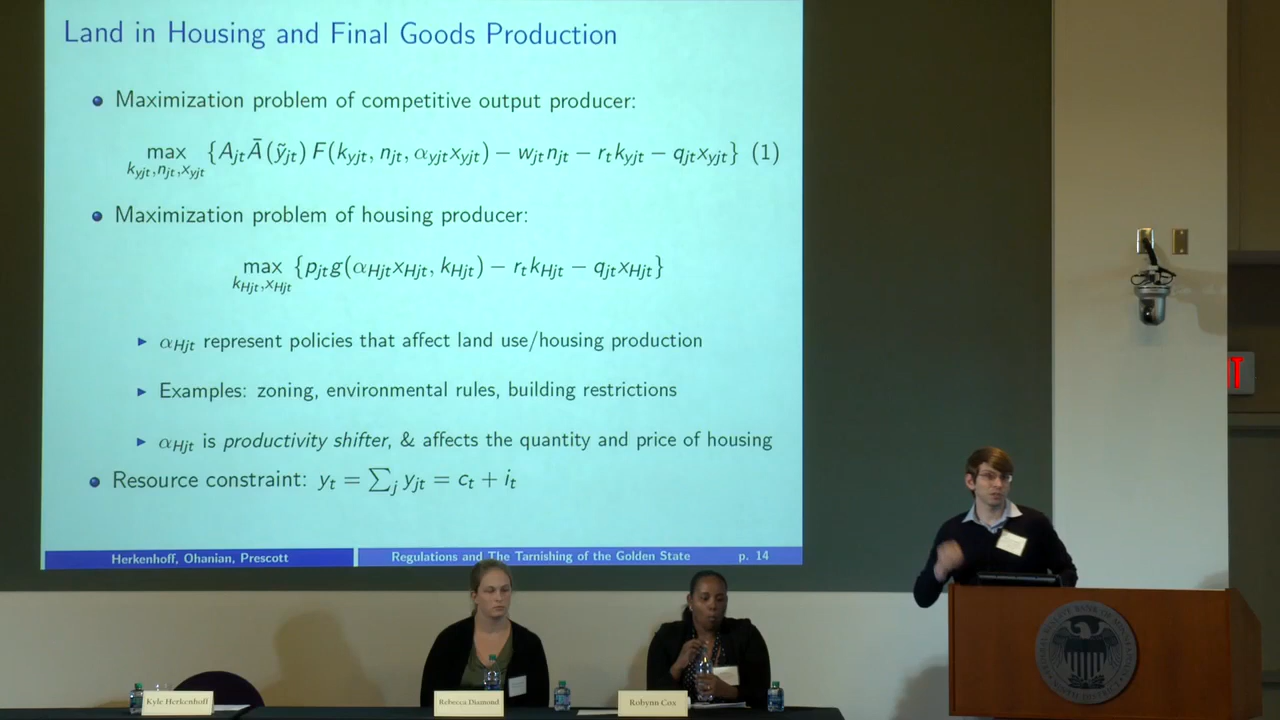 Land in Housing and Final Goods Production
Maximization problem of competitive output producer:
max {A_jt Ā(ỹ_jt) F(k_yjt, n_jt, α_yjt x_yjt) − w_jt n_jt − r_t k_yjt − q_jt x_yjt} (1)
k_yjt,n_jt,x_yjt
Maximization problem of housing producer:
max {p_jt g(α_Hjt x_Hjt, k_Hjt) − r_t k_Hjt − q_jt x_Hjt}
k_Hjt,x_Hjt
α_Hjt represent policies that affect land use/housing production
Examples: zoning, environmental rules, building restrictions
α_Hjt is productivity shifter, & affects the quantity and price of housing
Resource constraint: y_t = ∑_j y_jt = c_t + i_t
Herkenhoff, Ohanian, Prescott
Regulations and The Tarnishing of the Golden State p. 14
Kyle Herkenhoff
Rebecca Diamond
Robynn Cox
IT